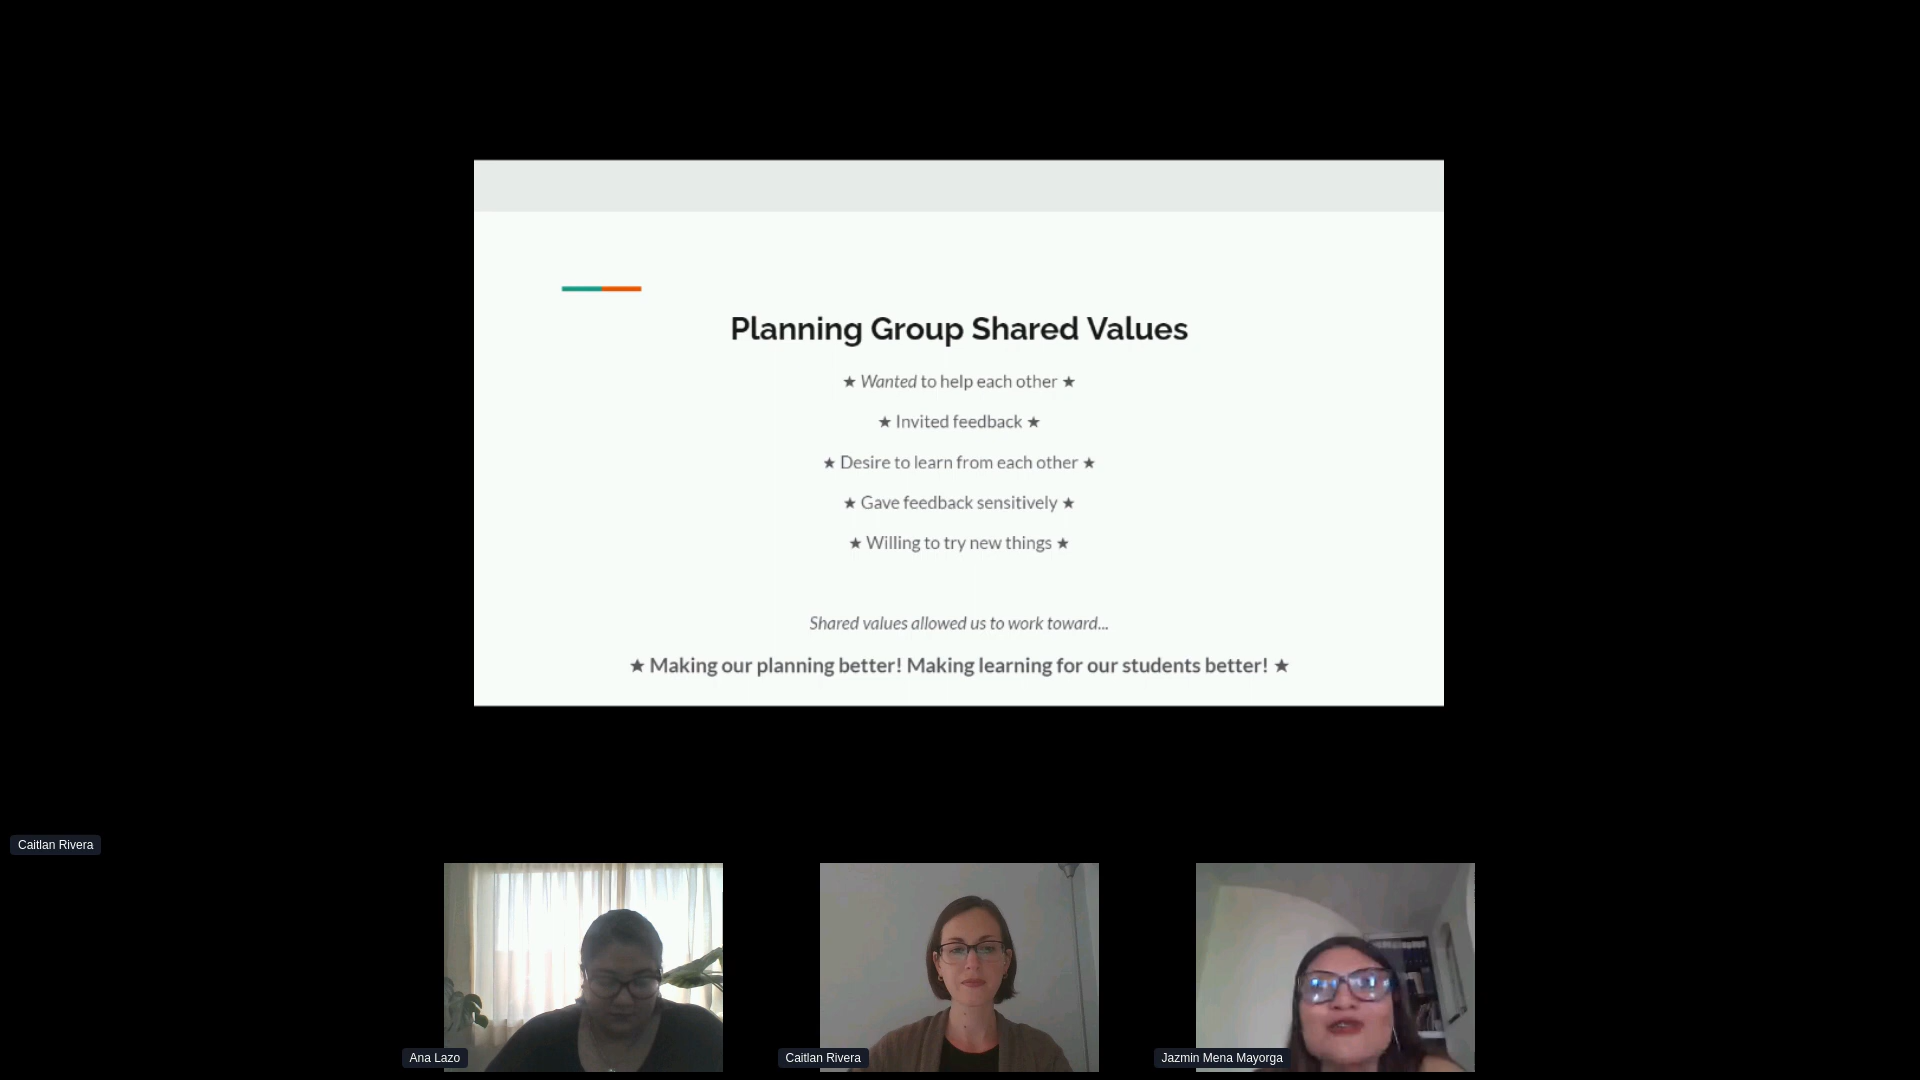 Planning Group Shared Values
★ Wanted to help each other ★
★ Invited feedback ★
★ Desire to learn from each other ★
★ Gave feedback sensitively ★
★ Willing to try new things ★
Shared values allowed us to work toward...
★ Making our planning better! Making learning for our students better! ★
Caitlan Rivera
Ana Lazo
Caitlan Rivera
Jazmin Mena Mayorga